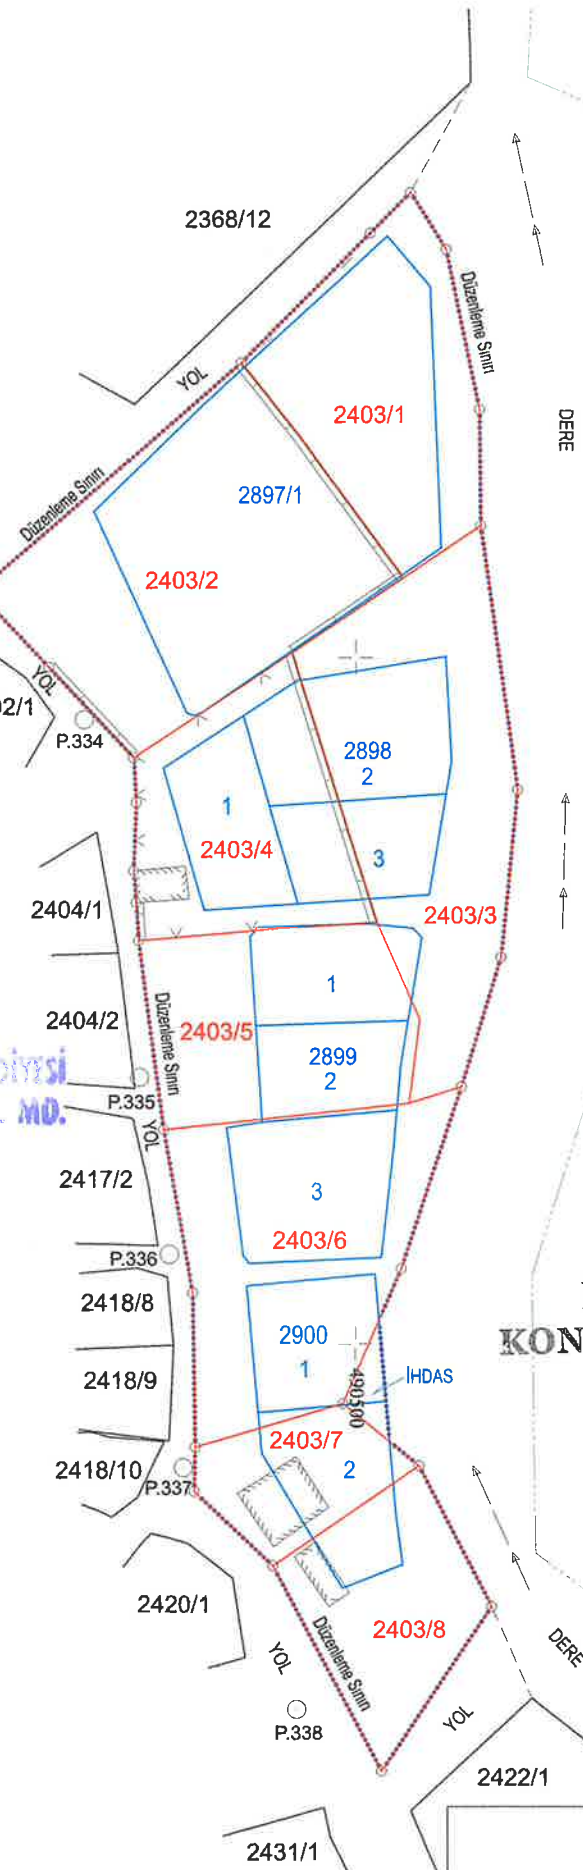 2368/12
Düzenleme Sınırı
YOL
2403/1
DERE
2897/1
Düzenleme Sınırı
2403/2
YOL
02/1
P.334
2898
2
1
2403/4
3
2403/3
2404/1
1
2404/2
Düzenleme Sınırı
2403/5
2899
2
MD.
P.335
YOL
2417/2
3
2403/6
P.336
2418/8
2900
KON
1
2418/9
İHDAS
490500
2403/7
2418/10
2
P.337
2420/1
Düzenleme Sınırı
2403/8
DERE
YOL
P.338
YOL
2422/1
2431/1